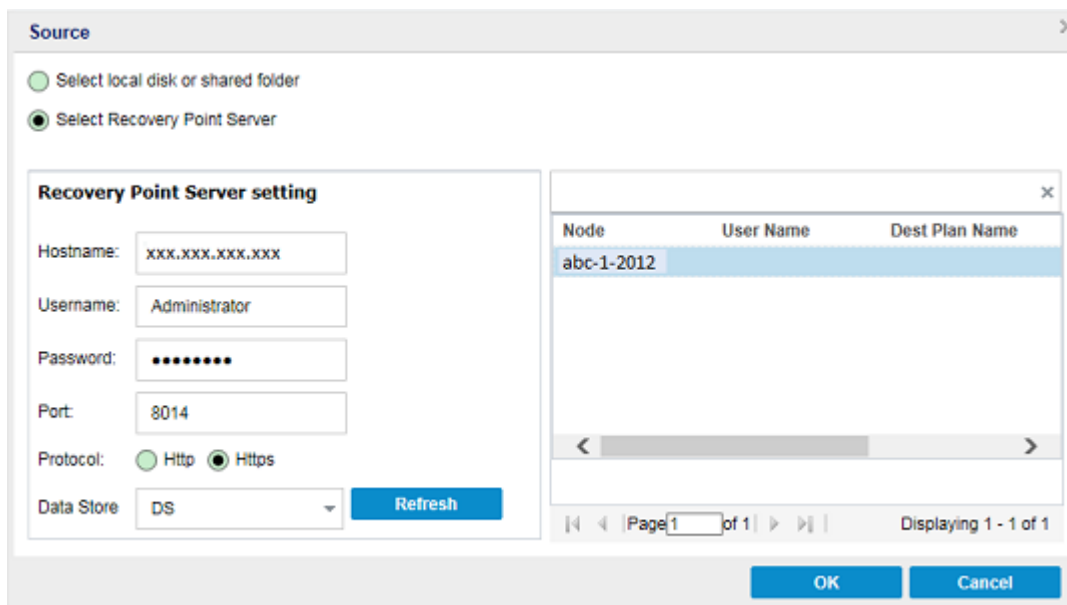 Source
Select local disk or shared folder
Select Recovery Point Server
Recovery Point Server setting
Hostname: xxx.xxx.xxx.xxx
Username: Administrator
Password: ••••••••
Port: 8014
Protocol: Http Https
Data Store DS Refresh
Node User Name Dest Plan Name
abc-1-2012
Page 1 of 1 Displaying 1 - 1 of 1
OK Cancel